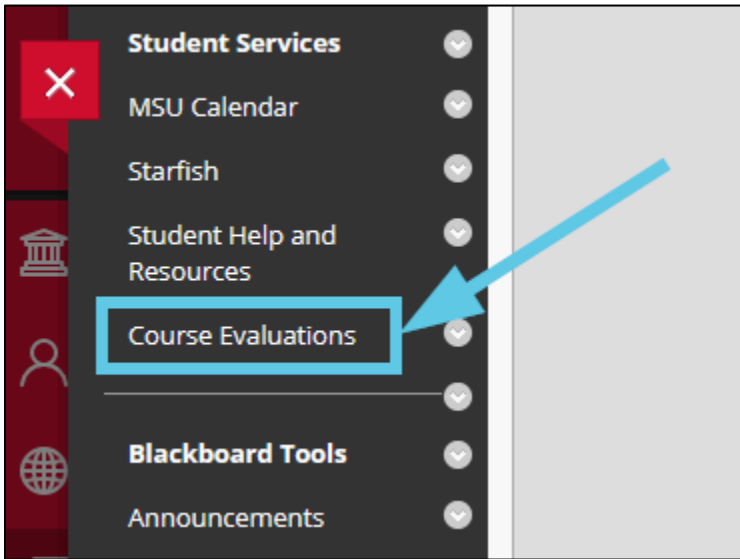 Student Services
MSU Calendar
Starfish
Student Help and
Resources
Course Evaluations
Blackboard Tools
Announcements